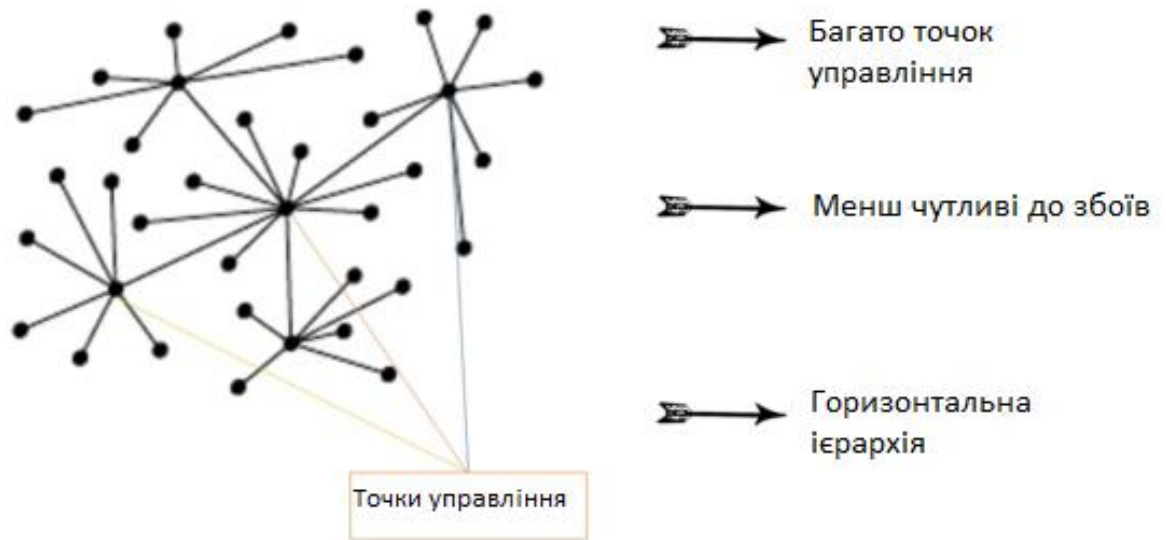 Багато точок
управління
Менш чутливі до збоїв
Горизонтальна
ієрархія
Точки управління